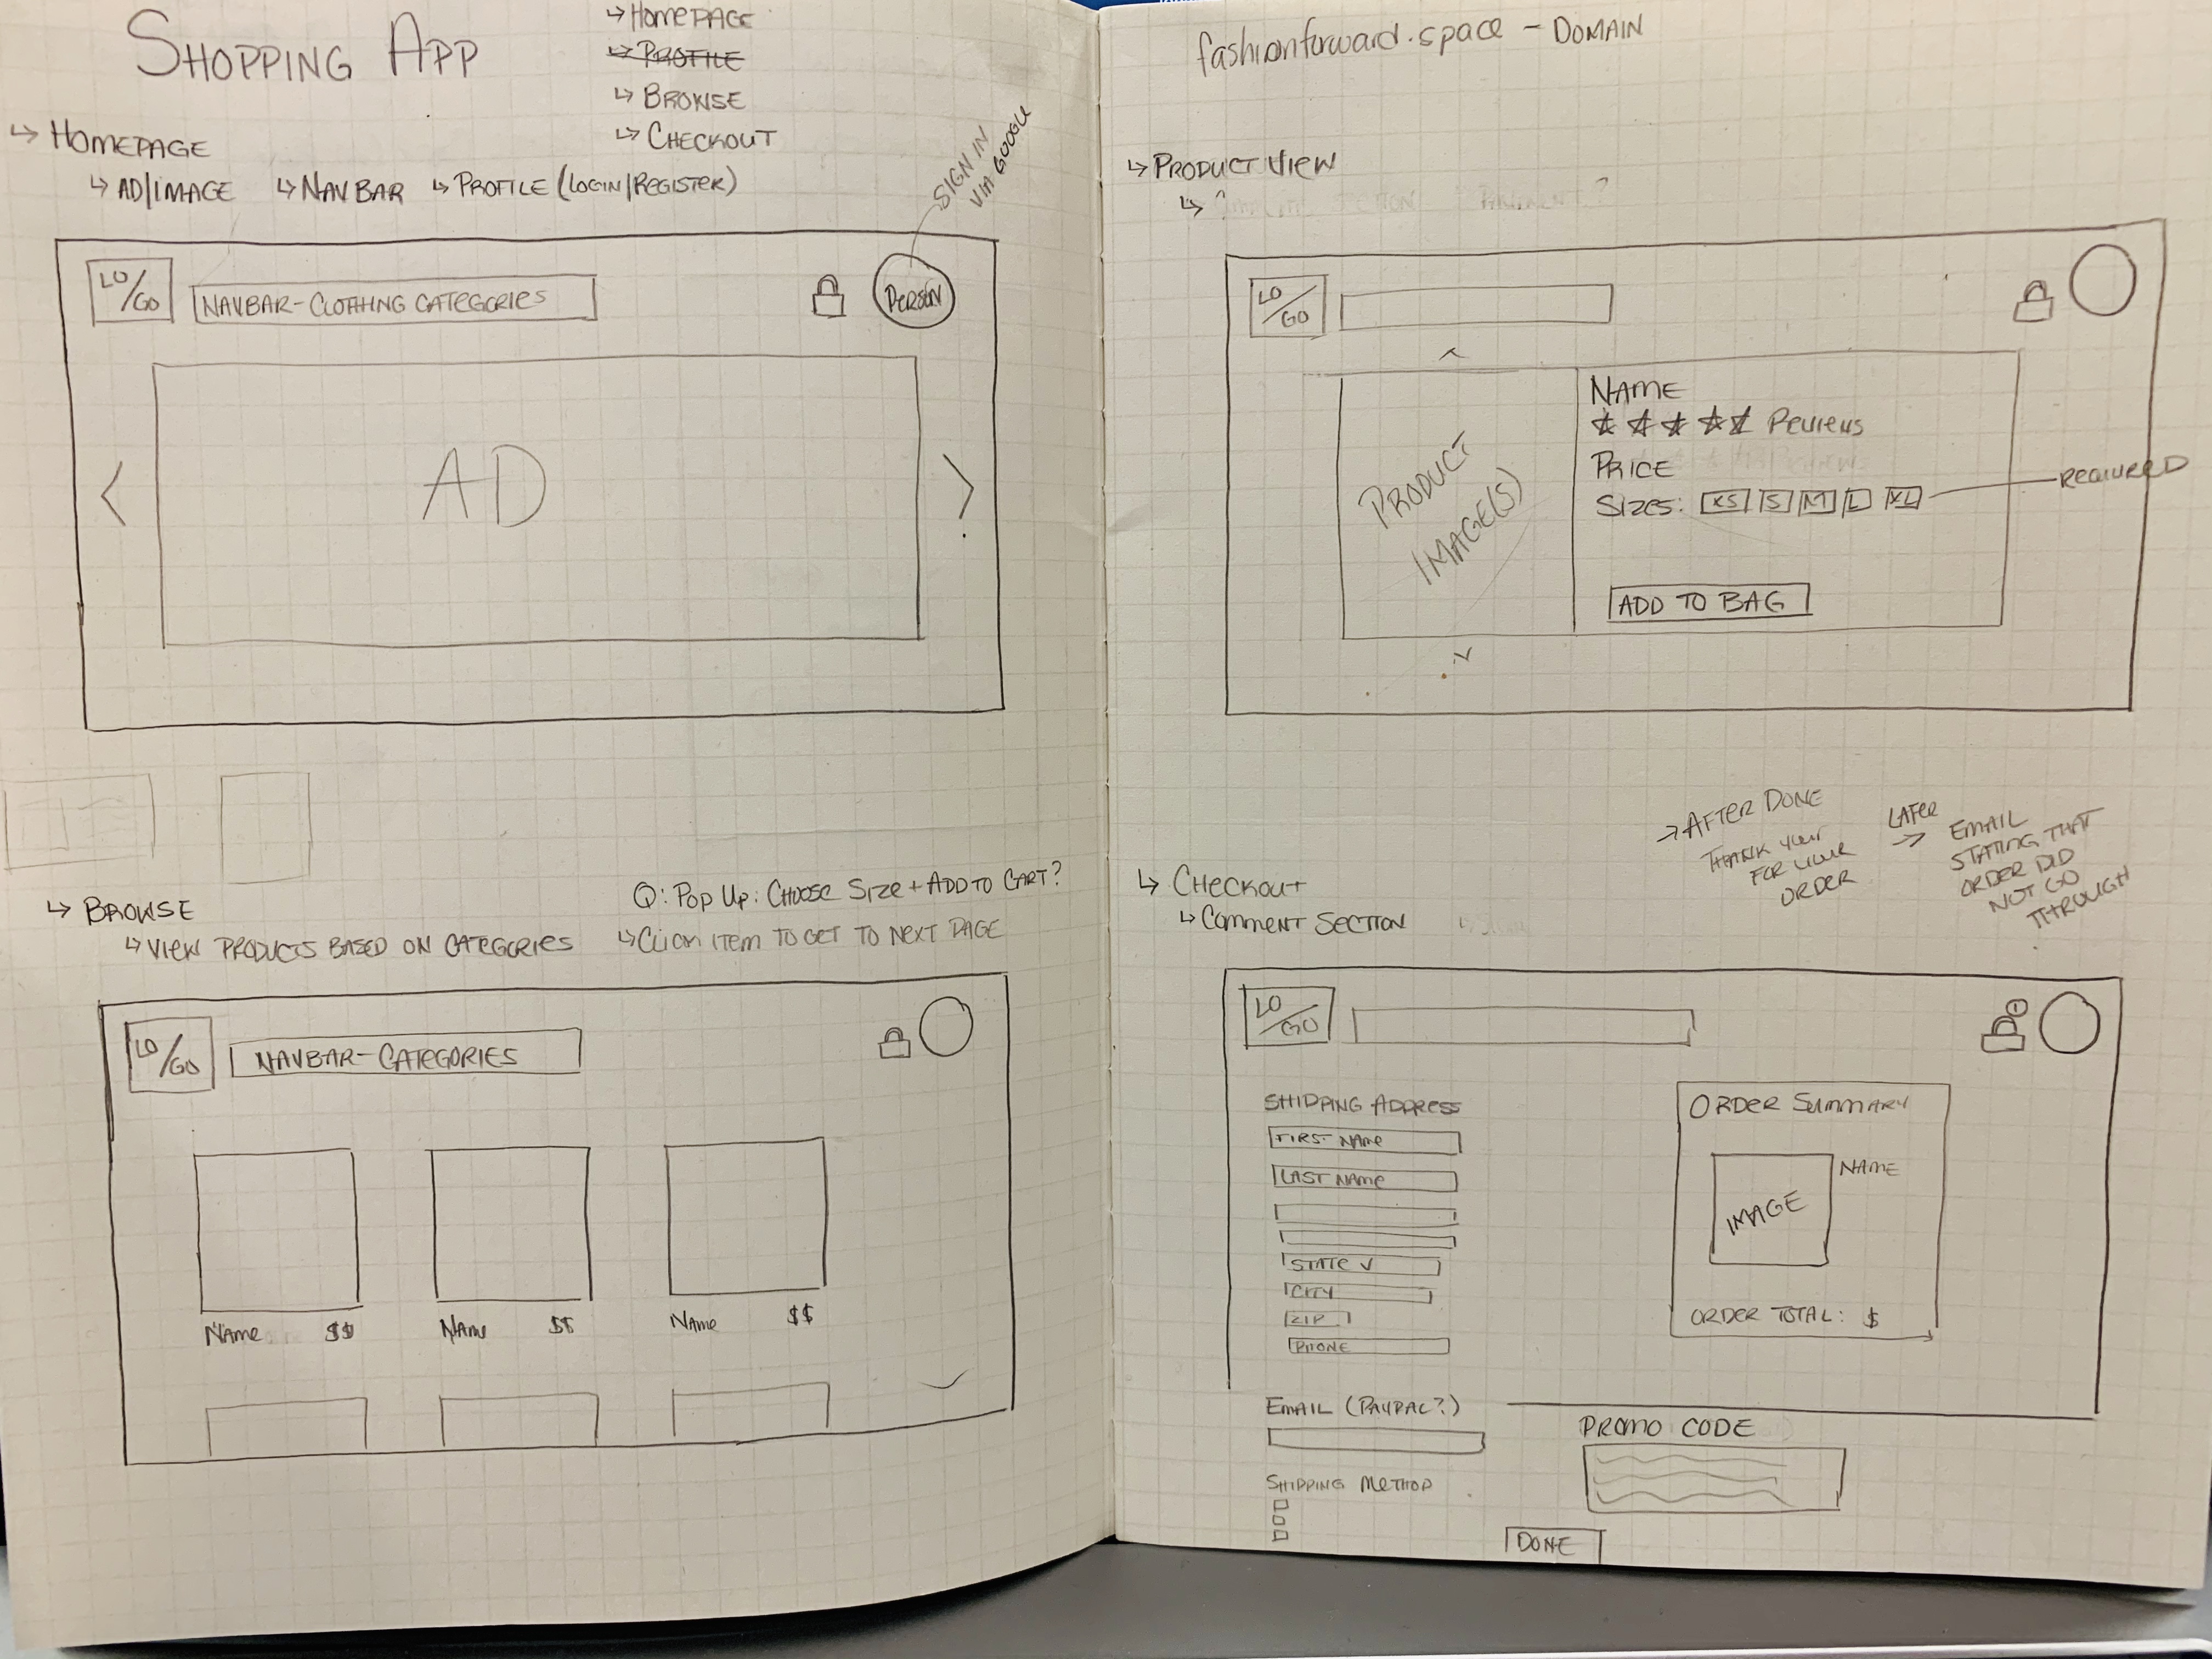 SHOPPING APP
↳ HOMEPAGE
↳ PROFILE
↳ BROWSE
↳ CHECKOUT
↳ HOMEPAGE
↳ AD/IMAGE ↳ NAVBAR ↳ PROFILE (LOGIN/REGISTER)
SIGN IN
VIA GOOGLE
LO/GO
NAVBAR-CLOTHING CATEGORIES
PERSON
< AD >
↳ BROWSE
↳ VIEW PRODUCTS BASED ON CATEGORIES
Q: POP UP: CHOOSE SIZE + ADD TO CART?
↳ CLICK ITEM TO GET TO NEXT PAGE
LO/GO
NAVBAR-CATEGORIES
NAME $$ NAME $$ NAME $$
fashionforward.space - DOMAIN
↳ PRODUCT VIEW
↳ ?
LO/GO
PRODUCT
IMAGE(S)
NAME
☆ ☆ ☆ ☆ ☆ Reviews
PRICE
SIZES: XS S M L XL
REQUIRED
ADD TO BAG
→ AFTER DONE
THANK YOUR
FOR YOUR
ORDER
LATER
→ EMAIL
STATING THAT
ORDER DID
NOT GO
THROUGH
↳ CHECKOUT
↳ COMMENT SECTION
LO/GO
SHIPPING ADDRESS
FIRST NAME
LAST NAME
STATE ∨
CITY
ZIP
PHONE
ORDER SUMMARY
IMAGE NAME
ORDER TOTAL: $
EMAIL (PAYPAL?)
PROMO CODE
SHIPPING METHOD
DONE